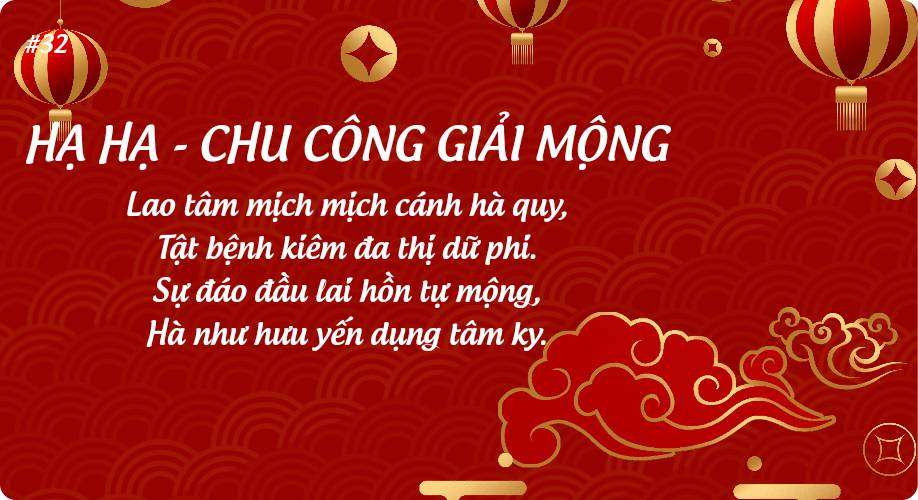 #32
HẠ HẠ - CHU CÔNG GIẢI MỘNG
Lao tâm mịch mịch cánh hà quy,
Tật bệnh kiêm đa thị dữ phi.
Sự đáo đầu lai hồn tự mộng,
Hà như hưu yến dụng tâm ky.